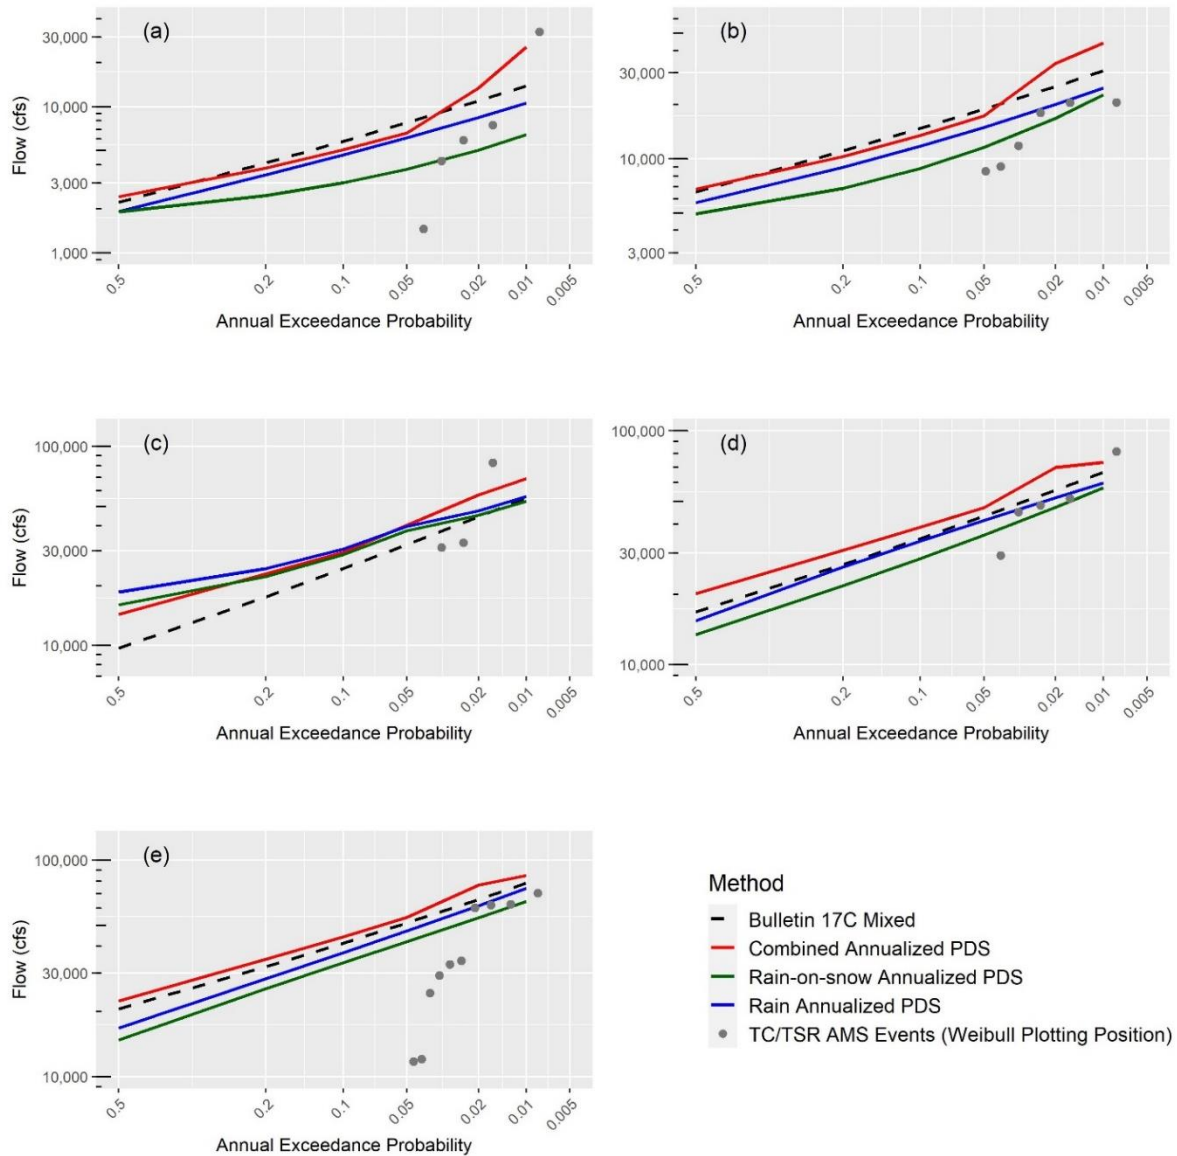 (a)
30,000
10,000
3,000
1,000
Flow (cfs)
0.5
0.2
0.1
0.05
0.02
0.01
0.005
Annual Exceedance Probability
(b)
30,000
10,000
3,000
0.5
0.2
0.1
0.05
0.02
0.01
0.005
Annual Exceedance Probability
(c)
100,000
30,000
10,000
Flow (cfs)
0.5
0.2
0.1
0.05
0.02
0.01
0.005
Annual Exceedance Probability
(d)
100,000
30,000
10,000
0.5
0.2
0.1
0.05
0.02
0.01
0.005
Annual Exceedance Probability
(e)
100,000
30,000
10,000
Flow (cfs)
0.5
0.2
0.1
0.05
0.02
0.01
0.005
Annual Exceedance Probability
Method
Bulletin 17C Mixed
Combined Annualized PDS
Rain-on-snow Annualized PDS
Rain Annualized PDS
TC/TSR AMS Events (Weibull Plotting Position)